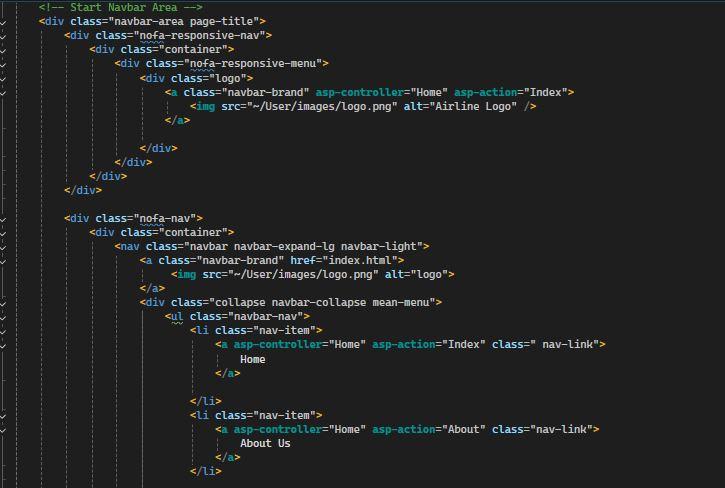 <!-- Start Navbar Area -->
<div class="navbar-area page-title">
<div class="nofa-responsive-nav">
<div class="container">
<div class="nofa-responsive-menu">
<div class="logo">
<a class="navbar-brand" asp-controller="Home" asp-action="Index">
<img src="~/User/images/logo.png" alt="Airline Logo" />
</a>
</div>
</div>
</div>
</div>
<div class="nofa-nav">
<div class="container">
<nav class="navbar navbar-expand-lg navbar-light">
<a class="navbar-brand" href="index.html">
<img src="~/User/images/logo.png" alt="logo">
</a>
<div class="collapse navbar-collapse mean-menu">
<ul class="navbar-nav">
<li class="nav-item">
<a asp-controller="Home" asp-action="Index" class=" nav-link">
Home
</a>
</li>
<li class="nav-item">
<a asp-controller="Home" asp-action="About" class="nav-link">
About Us
</a>
</li>